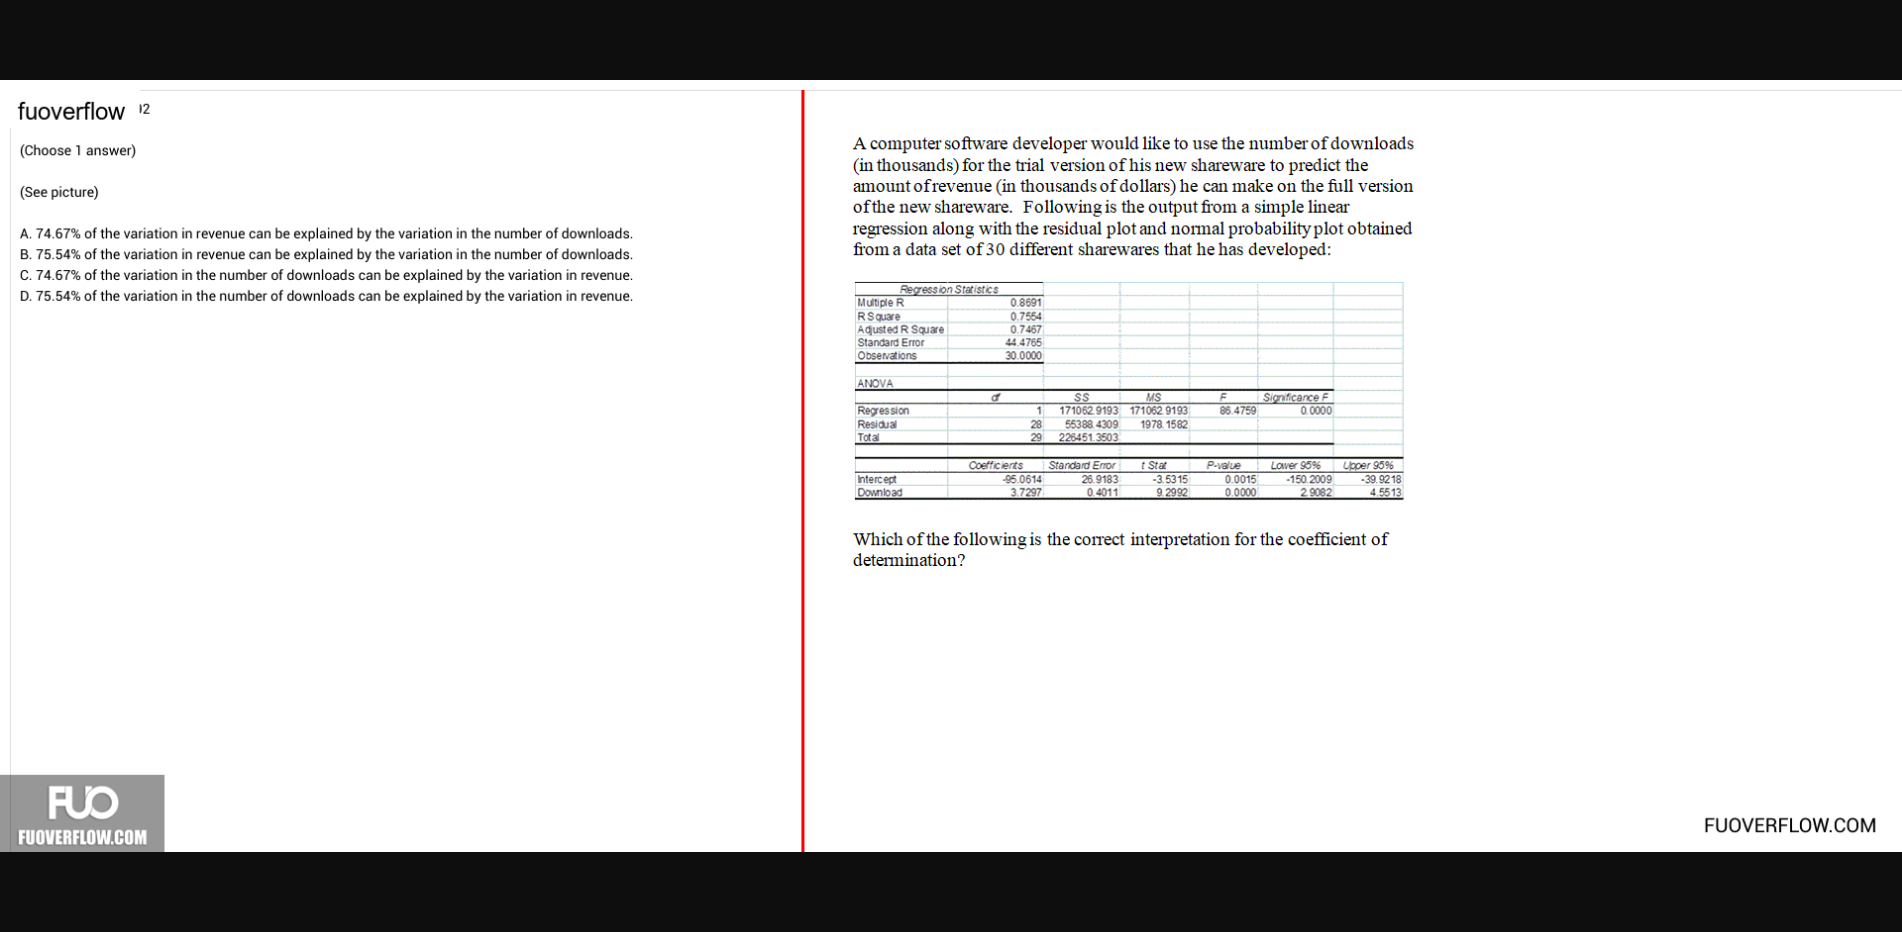 fuoverflow
(Choose 1 answer)
(See picture)
A. 74.67% of the variation in revenue can be explained by the variation in the number of downloads.
B. 75.54% of the variation in revenue can be explained by the variation in the number of downloads.
C. 74.67% of the variation in the number of downloads can be explained by the variation in revenue.
D. 75.54% of the variation in the number of downloads can be explained by the variation in revenue.
FUO
FUOVERFLOW.COM
A computer software developer would like to use the number of downloads
(in thousands) for the trial version of his new shareware to predict the
amount of revenue (in thousands of dollars) he can make on the full version
of the new shareware. Following is the output from a simple linear
regression along with the residual plot and normal probability plot obtained
from a data set of 30 different sharewares that he has developed:
Regression Statistics
Multiple R 0.8691
R Square 0.7554
Adjusted R Square 0.7467
Standard Error 44.4765
Observations 30.0000
ANOVA
df SS MS F Significance F
Regression 1 171062.9193 171062.9193 86.4759 0.0000
Residual 28 55388.4309 1978.1582
Total 29 226451.3503
Coefficients Standard Error t Stat P-value Lower 95% Upper 95%
Intercept -95.0614 26.9183 -3.5315 0.0015 -150.2009 -39.9218
Download 3.7297 0.4011 9.2992 0.0000 2.9082 4.5513
Which of the following is the correct interpretation for the coefficient of
determination?
FUOVERFLOW.COM